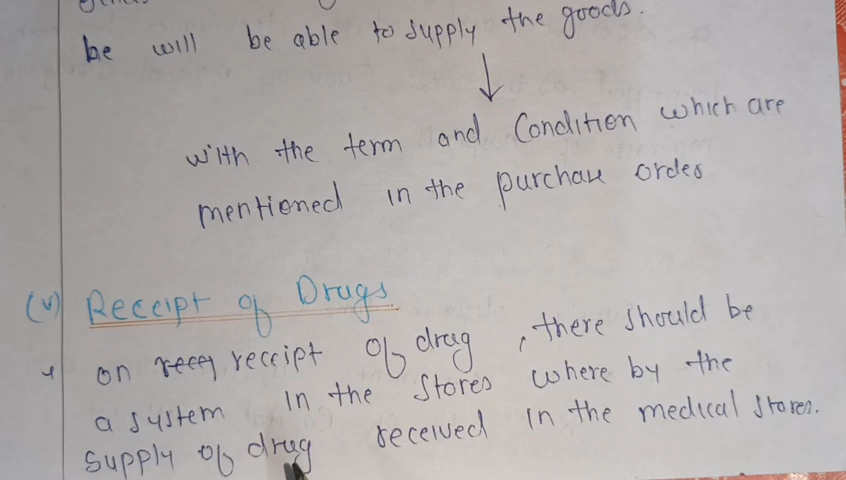 be will be able to supply the goods.
↓
with the term and Condition which are
mentioned in the purchase order
(v) Receipt of Drugs
on receipt of drug, there should be
a system in the stores where by the
supply of drug received in the medical stores.